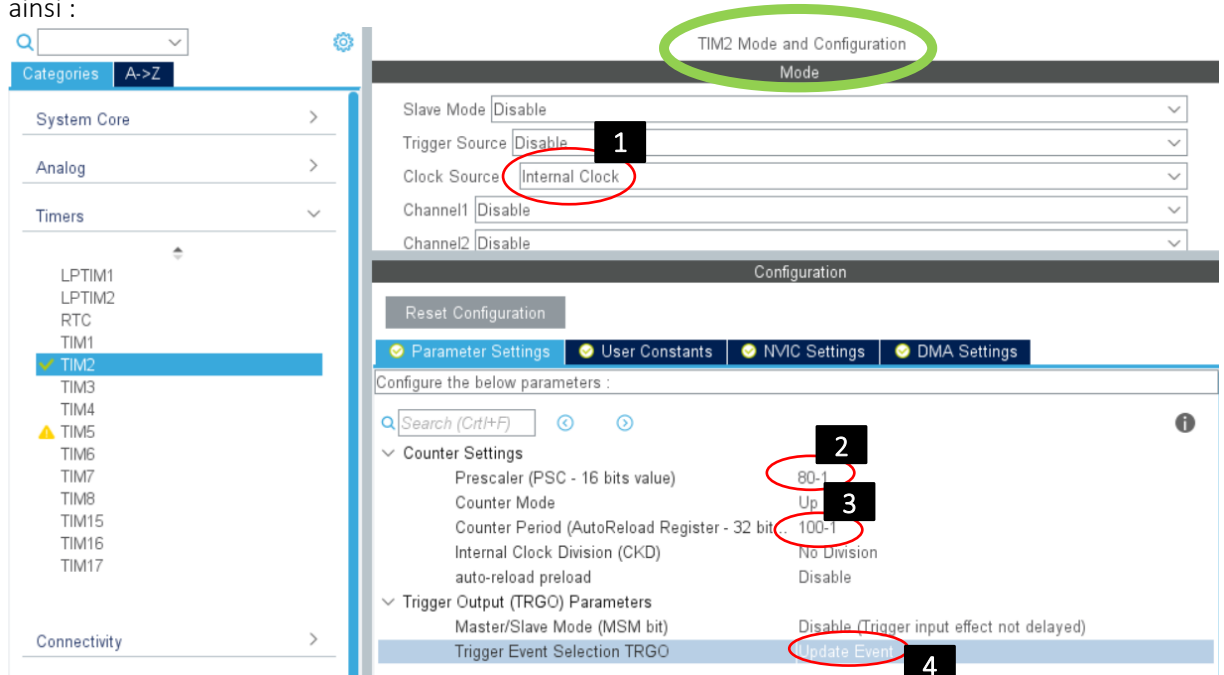 ainsi :
TIM2 Mode and Configuration
Categories A->Z
Mode
System Core
Slave Mode Disable
Trigger Source Disable
1
Analog
Clock Source Internal Clock
Timers
Channel1 Disable
Channel2 Disable
Configuration
LPTIM1
LPTIM2
RTC
TIM1
TIM2
TIM3
TIM4
TIM5
TIM6
TIM7
TIM8
TIM15
TIM16
TIM17
Connectivity
Reset Configuration
Parameter Settings User Constants NVIC Settings DMA Settings
Configure the below parameters :
Search (Crtl+F)
2
Counter Settings
Prescaler (PSC - 16 bits value) 80-1
Counter Mode Up
3
Counter Period (AutoReload Register - 32 bit... 100-1
Internal Clock Division (CKD) No Division
auto-reload preload Disable
Trigger Output (TRGO) Parameters
Master/Slave Mode (MSM bit) Disable (Trigger input effect not delayed)
Trigger Event Selection TRGO Update Event
4